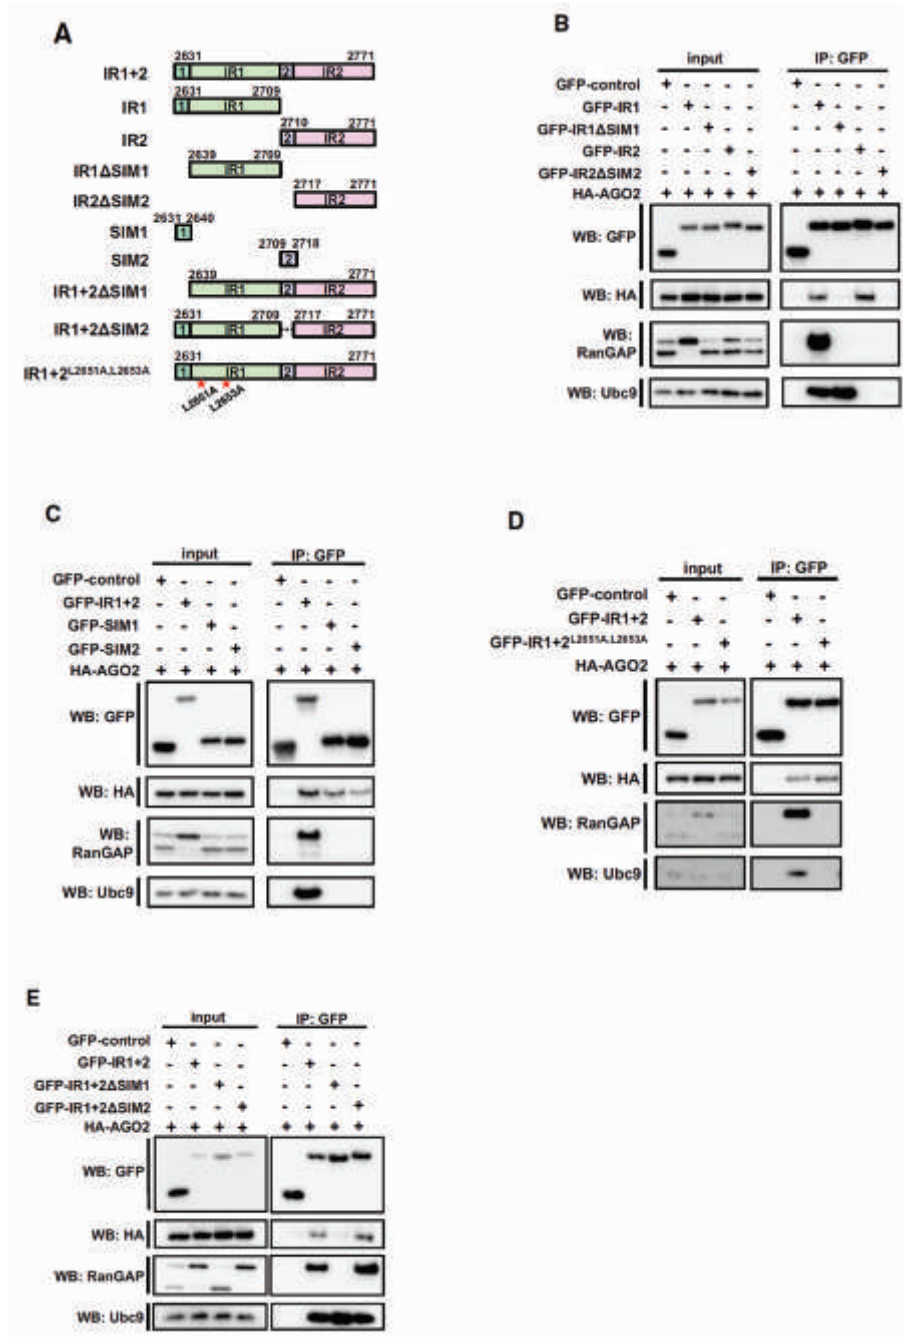 A
2631 2771
IR1+2 1 IR1 2 IR2
2631 2709
IR1 1 IR1
2710 2771
IR2 2 IR2
2639 2709
IR1ΔSIM1 IR1
2717 2771
IR2ΔSIM2 IR2
2631 2640
SIM1 1
2709 2718
SIM2 2
2639 2771
IR1+2ΔSIM1 IR1 2 IR2
2631 2709 2717 2771
IR1+2ΔSIM2 1 IR1 IR2
2631 2771
IR1+2L2651A,L2653A 1 IR1 2 IR2
L2651A L2653A
B
input IP: GFP
GFP-control + - - - - + - - - -
GFP-IR1 - + - - - - + - - -
GFP-IR1ΔSIM1 - - + - - - - + - -
GFP-IR2 - - - + - - - - + -
GFP-IR2ΔSIM2 - - - - + - - - - +
HA-AGO2 + + + + + + + + + +
WB: GFP
WB: HA
WB:
RanGAP
WB: Ubc9
C
input IP: GFP
GFP-control + - - - + - - -
GFP-IR1+2 - + - - - + - -
GFP-SIM1 - - + - - - + -
GFP-SIM2 - - - + - - - +
HA-AGO2 + + + + + + + +
WB: GFP
WB: HA
WB:
RanGAP
WB: Ubc9
D
input IP: GFP
GFP-control + - - + - -
GFP-IR1+2 - + - - + -
GFP-IR1+2L2651A,L2653A - - + - - +
HA-AGO2 + + + + + +
WB: GFP
WB: HA
WB: RanGAP
WB: Ubc9
E
input IP: GFP
GFP-control + - - - + - - -
GFP-IR1+2 - + - - - + - -
GFP-IR1+2ΔSIM1 - - + - - - + -
GFP-IR1+2ΔSIM2 - - - + - - - +
HA-AGO2 + + + + + + + +
WB: GFP
WB: HA
WB: RanGAP
WB: Ubc9